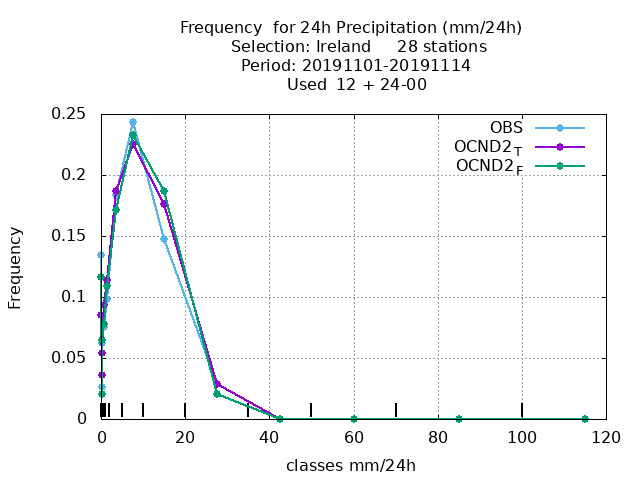 Frequency  for 24h Precipitation (mm/24h)
Selection: Ireland     28 stations
Period: 20191101-20191114
Used  12 + 24-00
OBS
OCND2T
OCND2F
0.25
0.2
0.15
0.1
0.05
0
Frequency
0 20 40 60 80 100 120
classes mm/24h